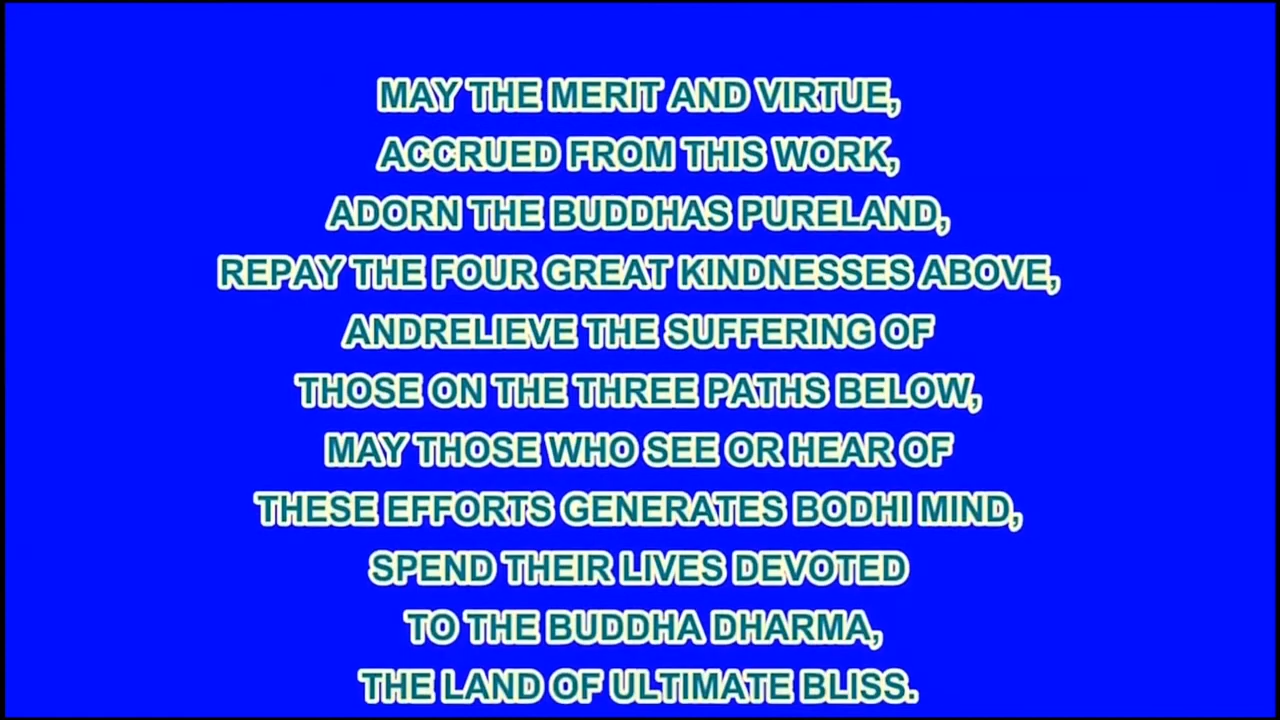 MAY THE MERIT AND VIRTUE,
ACCRUED FROM THIS WORK,
ADORN THE BUDDHAS PURELAND,
REPAY THE FOUR GREAT KINDNESSES ABOVE,
ANDRELIEVE THE SUFFERING OF
THOSE ON THE THREE PATHS BELOW,
MAY THOSE WHO SEE OR HEAR OF
THESE EFFORTS GENERATES BODHI MIND,
SPEND THEIR LIVES DEVOTED
TO THE BUDDHA DHARMA,
THE LAND OF ULTIMATE BLISS.